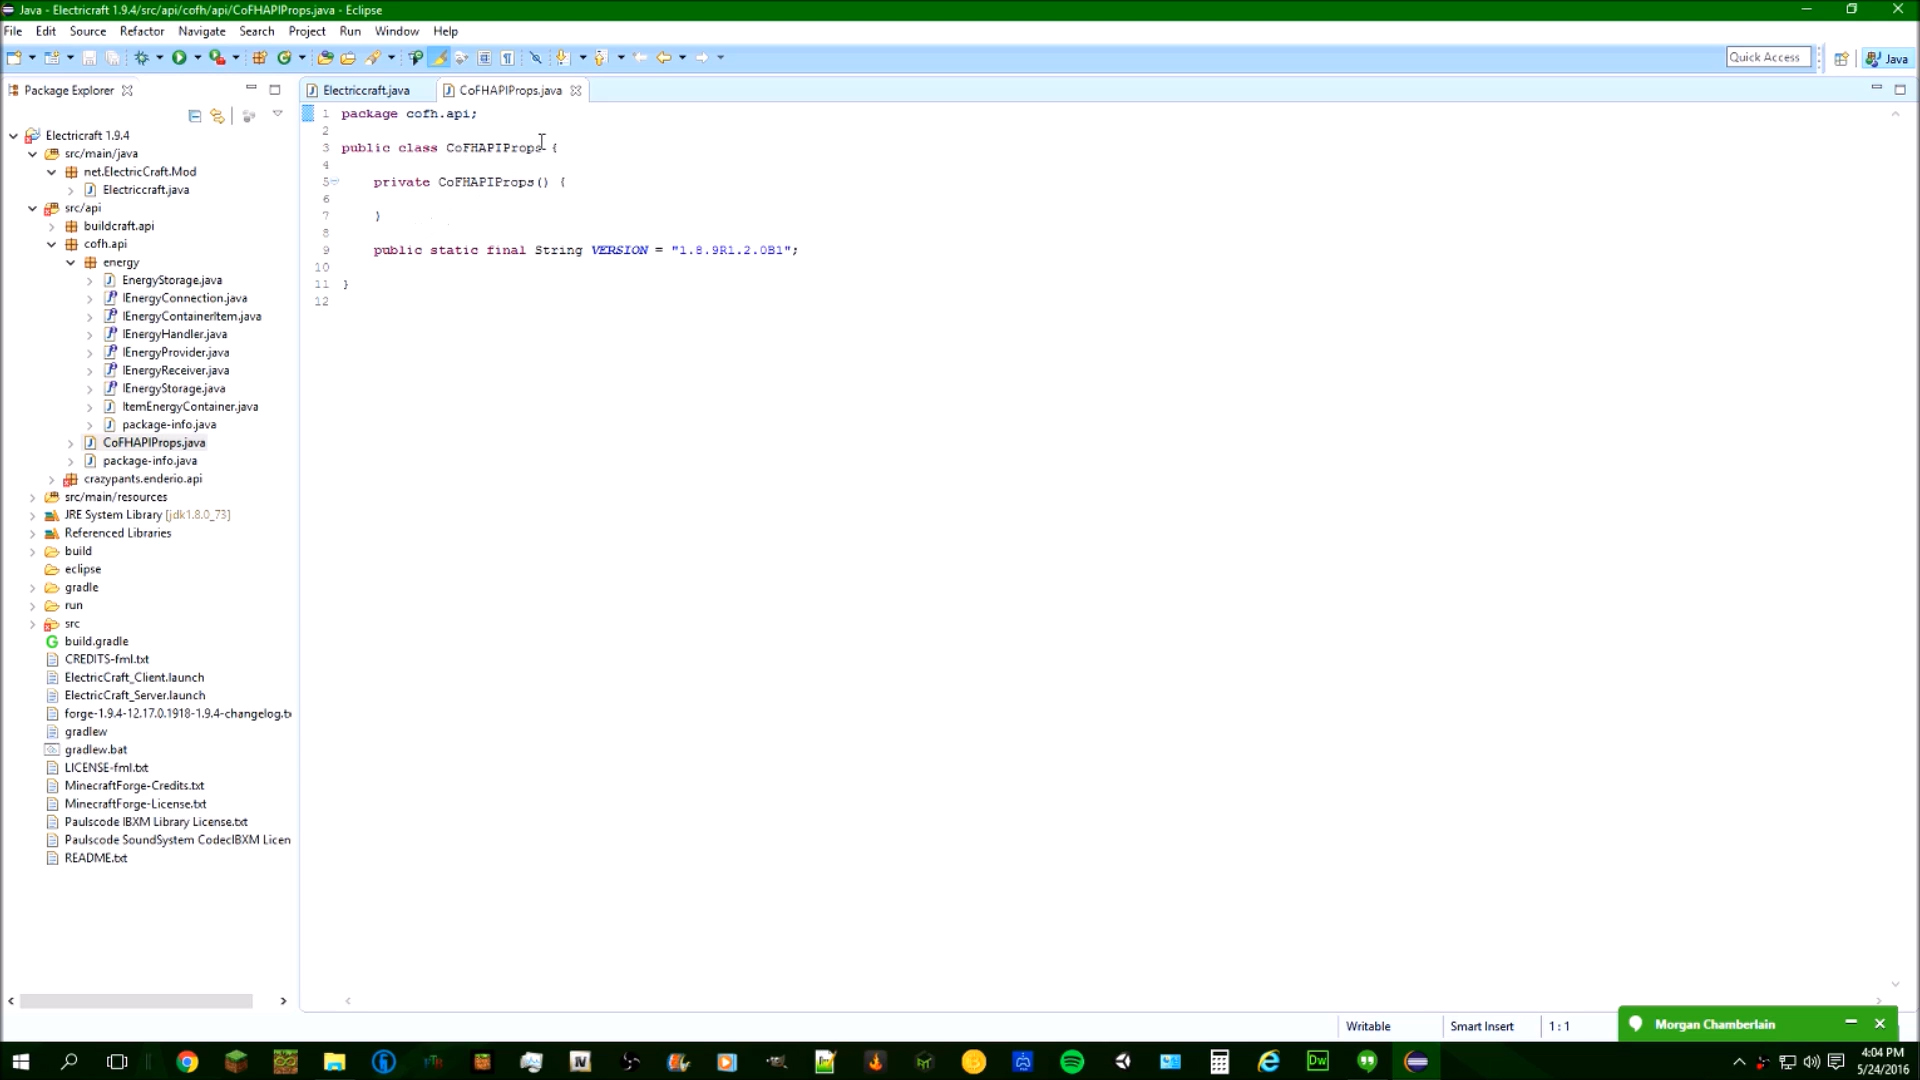 Java - Electricraft 1.9.4/src/api/cofh/api/CoFHAPIProps.java - Eclipse
File Edit Source Refactor Navigate Search Project Run Window Help
Quick Access
Java
Package Explorer
Electriccraft.java
CoFHAPIProps.java
Electricraft 1.9.4
src/main/java
net.ElectricCraft.Mod
Electriccraft.java
src/api
buildcraft.api
cofh.api
energy
EnergyStorage.java
IEnergyConnection.java
IEnergyContainerItem.java
IEnergyHandler.java
IEnergyProvider.java
IEnergyReceiver.java
IEnergyStorage.java
ItemEnergyContainer.java
package-info.java
CoFHAPIProps.java
package-info.java
crazypants.enderio.api
src/main/resources
JRE System Library [jdk1.8.0_73]
Referenced Libraries
build
eclipse
gradle
run
src
build.gradle
CREDITS-fml.txt
ElectricCraft_Client.launch
ElectricCraft_Server.launch
forge-1.9.4-12.17.0.1918-1.9.4-changelog.tx
gradlew
gradlew.bat
LICENSE-fml.txt
MinecraftForge-Credits.txt
MinecraftForge-License.txt
Paulscode IBXM Library License.txt
Paulscode SoundSystem CodecIBXM Licen
README.txt
1 package cofh.api;
2
3 public class CoFHAPIProps {
4
5 private CoFHAPIProps() {
6
7 }
8
9 public static final String VERSION = "1.8.9R1.2.0B1";
10
11 }
12
Writable
Smart Insert
1 : 1
Morgan Chamberlain
Dw
4:04 PM
5/24/2016